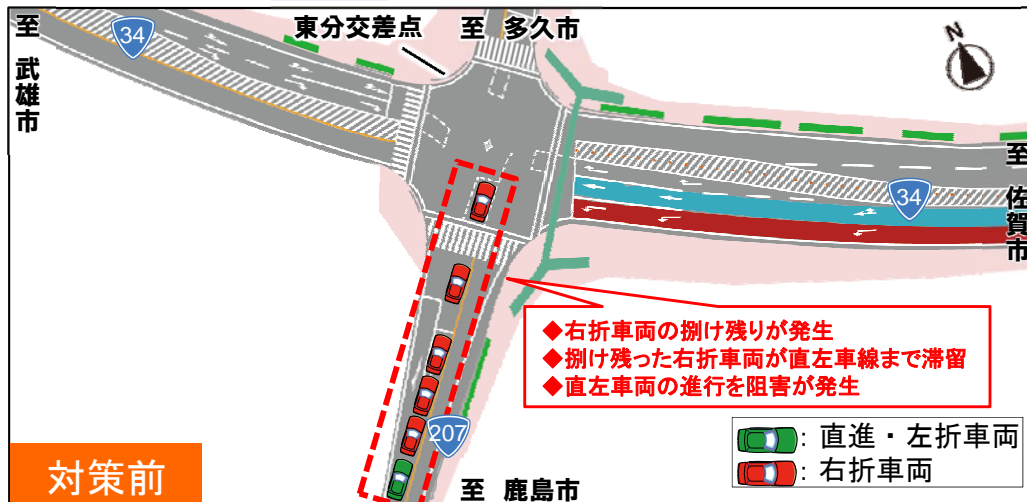 東分交差点
至 多久市
N
34
至 武雄市
至 佐賀市
34
◆右折車両の捌け残りが発生
◆捌け残った右折車両が直左車線まで滞留
◆直左車両の進行を阻害が発生
207
：直進・左折車両
：右折車両
対策前
至 鹿島市